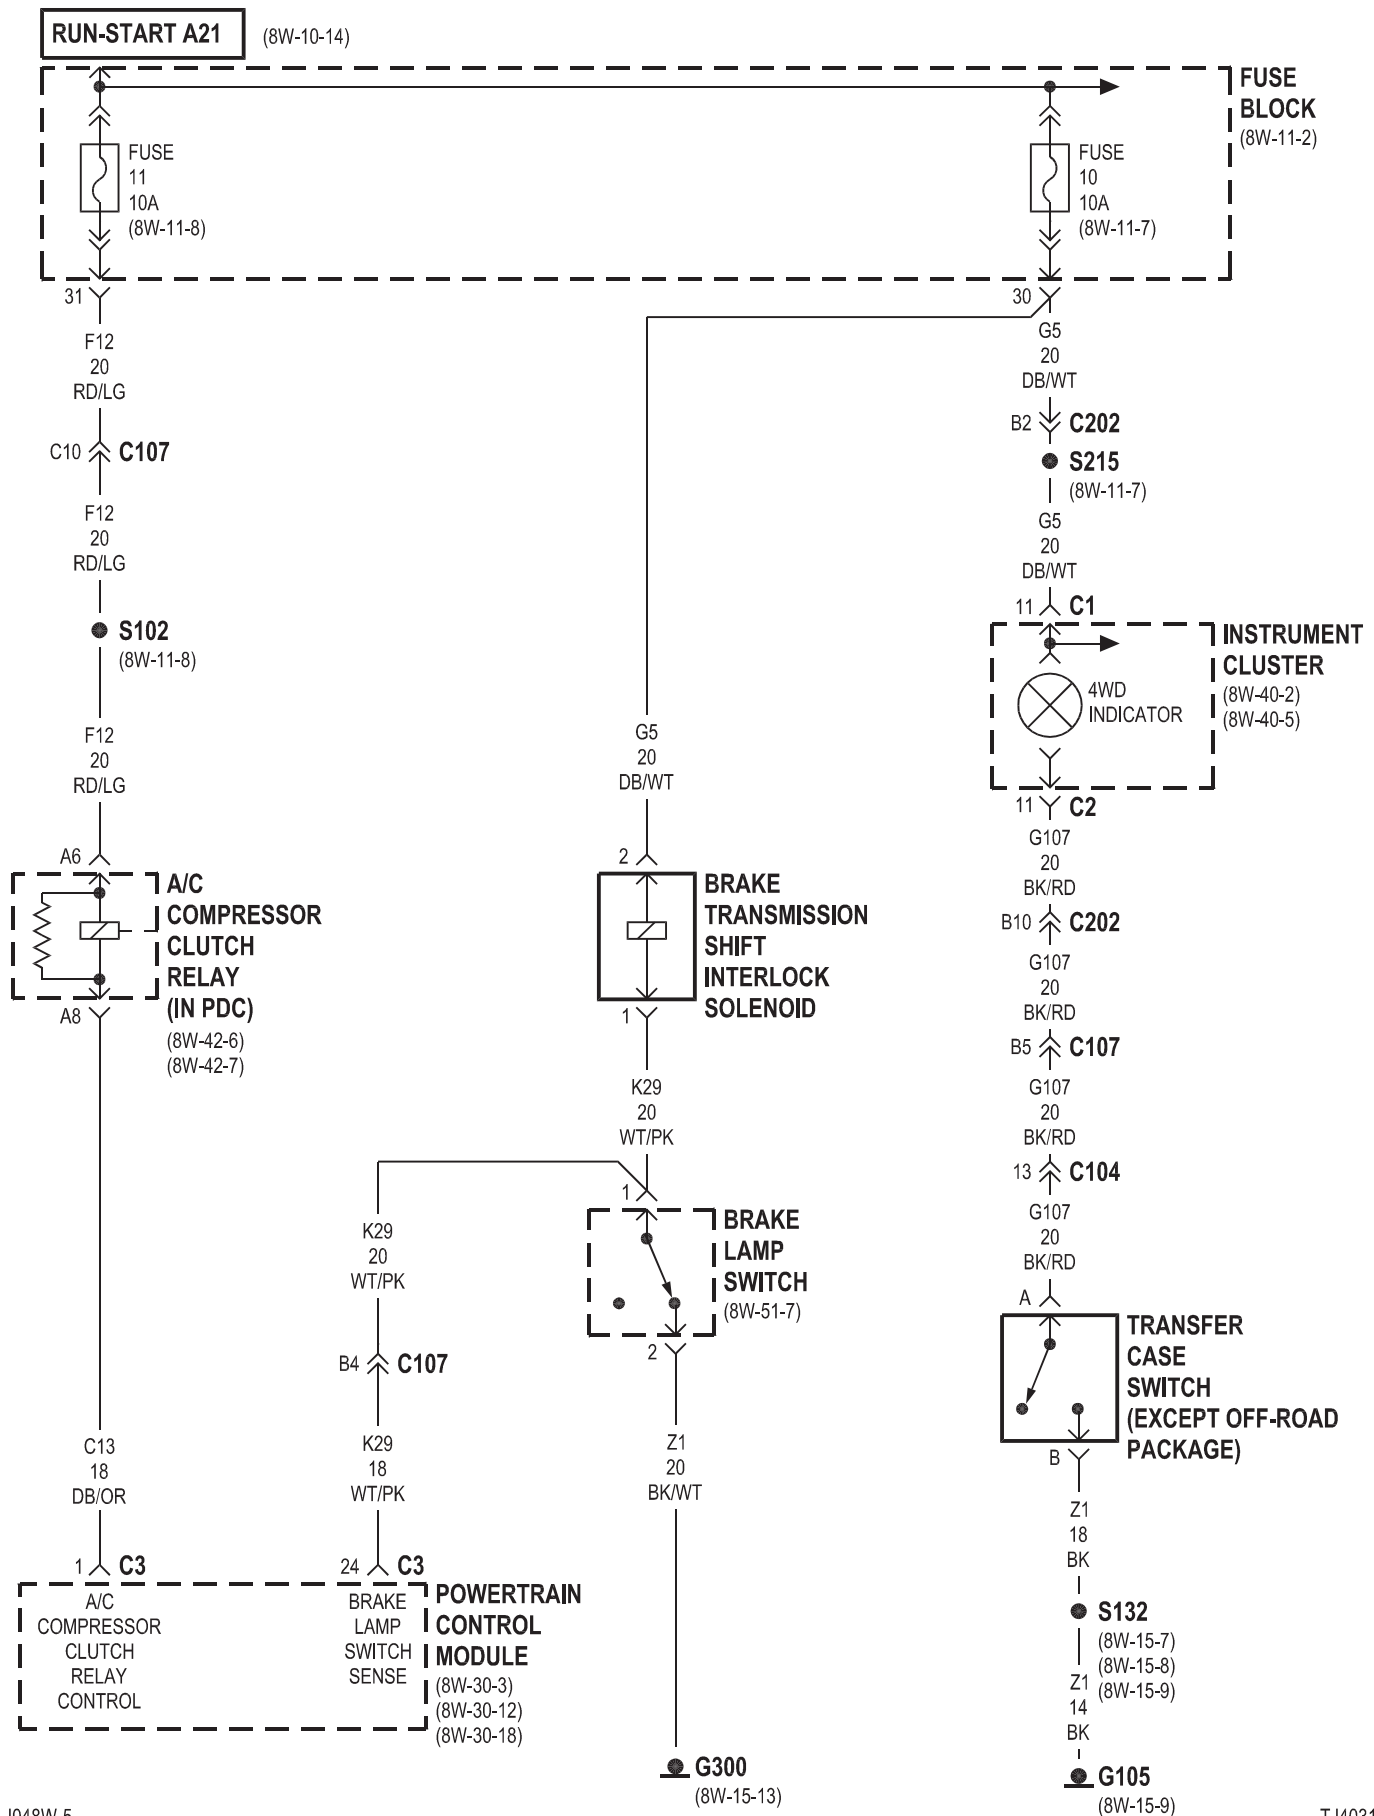 RUN-START A21 (8W-10-14)
FUSE
BLOCK
(8W-11-2)
FUSE
11
10A
(8W-11-8)
FUSE
10
10A
(8W-11-7)
31
F12
20
RD/LG
C10 C107
F12
20
RD/LG
S102
(8W-11-8)
F12
20
RD/LG
A6
A/C
COMPRESSOR
CLUTCH
RELAY
(IN PDC)
(8W-42-6)
(8W-42-7)
A8
C13
18
DB/OR
1 C3
A/C
COMPRESSOR
CLUTCH
RELAY
CONTROL
30
G5
20
DB/WT
2
BRAKE
TRANSMISSION
SHIFT
INTERLOCK
SOLENOID
1
K29
20
WT/PK
1
BRAKE
LAMP
SWITCH
(8W-51-7)
2
K29
20
WT/PK
B4 C107
K29
18
WT/PK
24 C3
BRAKE
LAMP
SWITCH
SENSE
POWERTRAIN
CONTROL
MODULE
(8W-30-3)
(8W-30-12)
(8W-30-18)
Z1
20
BK/WT
G300
(8W-15-13)
G5
20
DB/WT
B2 C202
S215
(8W-11-7)
G5
20
DB/WT
11 C1
INSTRUMENT
CLUSTER
(8W-40-2)
(8W-40-5)
4WD
INDICATOR
11 C2
G107
20
BK/RD
B10 C202
G107
20
BK/RD
B5 C107
G107
20
BK/RD
13 C104
G107
20
BK/RD
A
TRANSFER
CASE
SWITCH
(EXCEPT OFF-ROAD
PACKAGE)
B
Z1
18
BK
S132
(8W-15-7)
(8W-15-8)
(8W-15-9)
Z1
14
BK
G105
(8W-15-9)